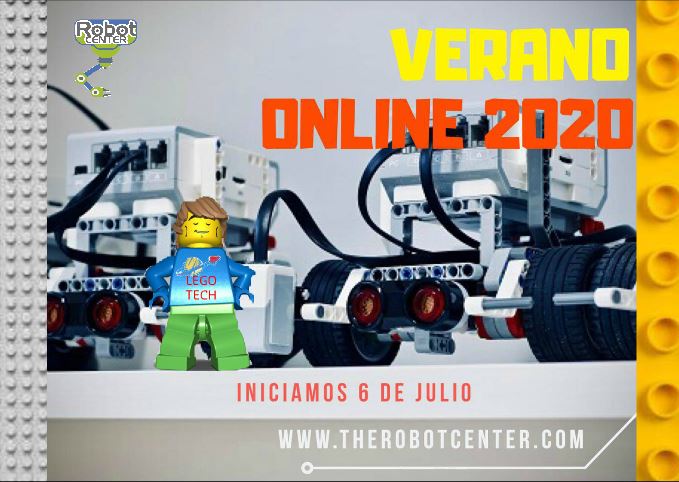 Robot
CENTER
VERANO
ONLINE 2020
LEGO
TECH
INICIAMOS 6 DE JULIO
WWW.THEROBOTCENTER.COM